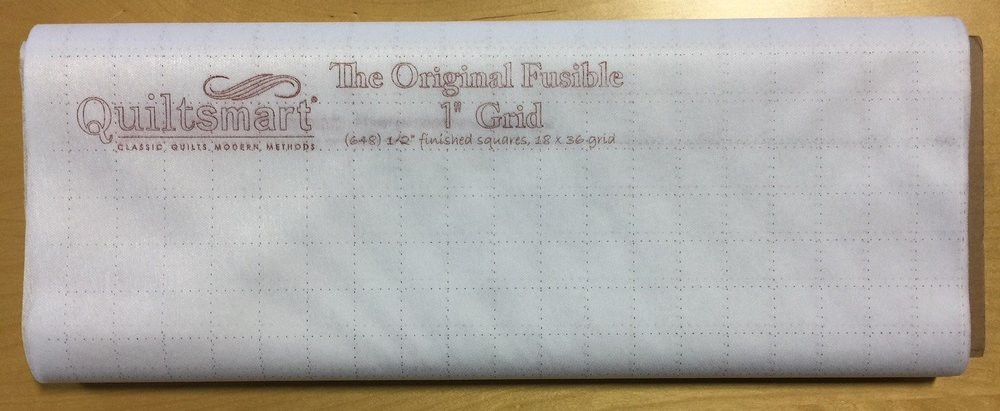 Quiltsmart®
CLASSIC QUILTS, MODERN METHODS
The Original Fusible
1" Grid
(648) 1/2" finished squares, 18 x 36 grid